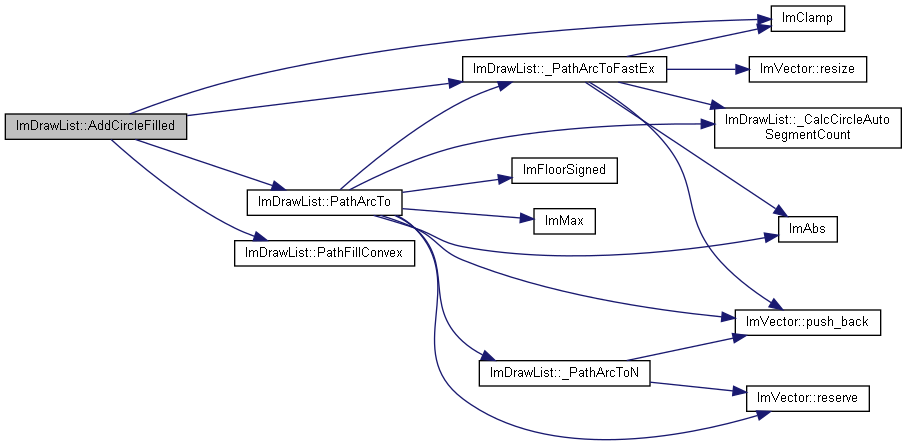 ImClamp
ImDrawList::_PathArcToFastEx
ImVector::resize
ImDrawList::AddCircleFilled
ImDrawList::_CalcCircleAuto
SegmentCount
ImFloorSigned
ImDrawList::PathArcTo
ImMax
ImAbs
ImDrawList::PathFillConvex
ImVector::push_back
ImDrawList::_PathArcToN
ImVector::reserve